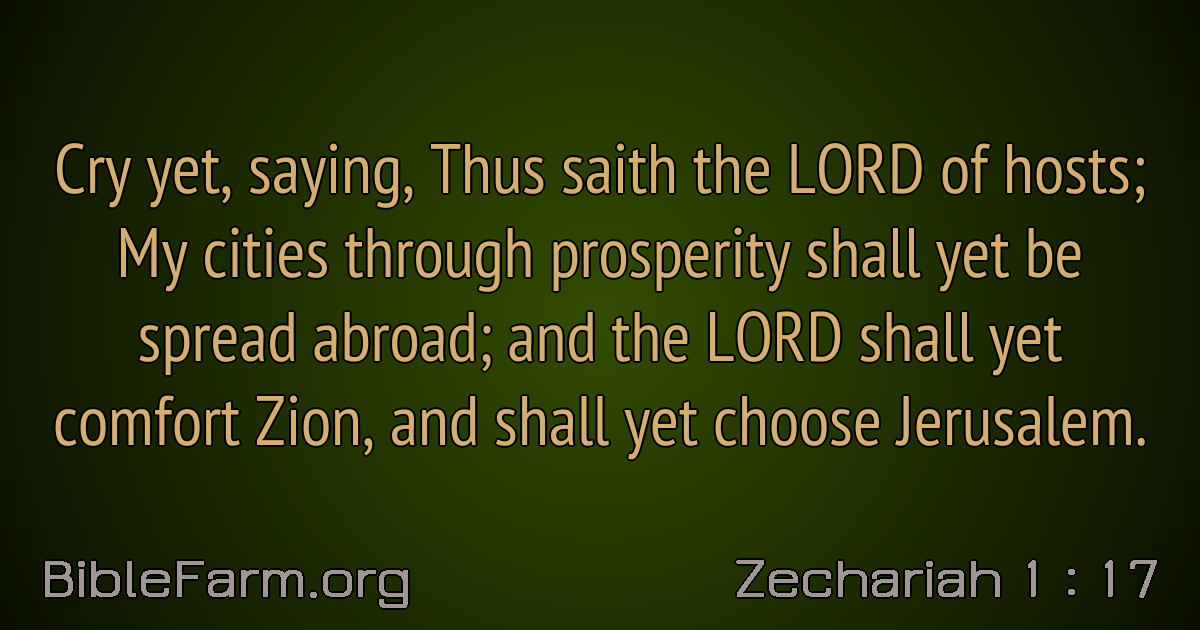 Cry yet, saying, Thus saith the LORD of hosts;
My cities through prosperity shall yet be
spread abroad; and the LORD shall yet
comfort Zion, and shall yet choose Jerusalem.
BibleFarm.org
Zechariah 1 : 17